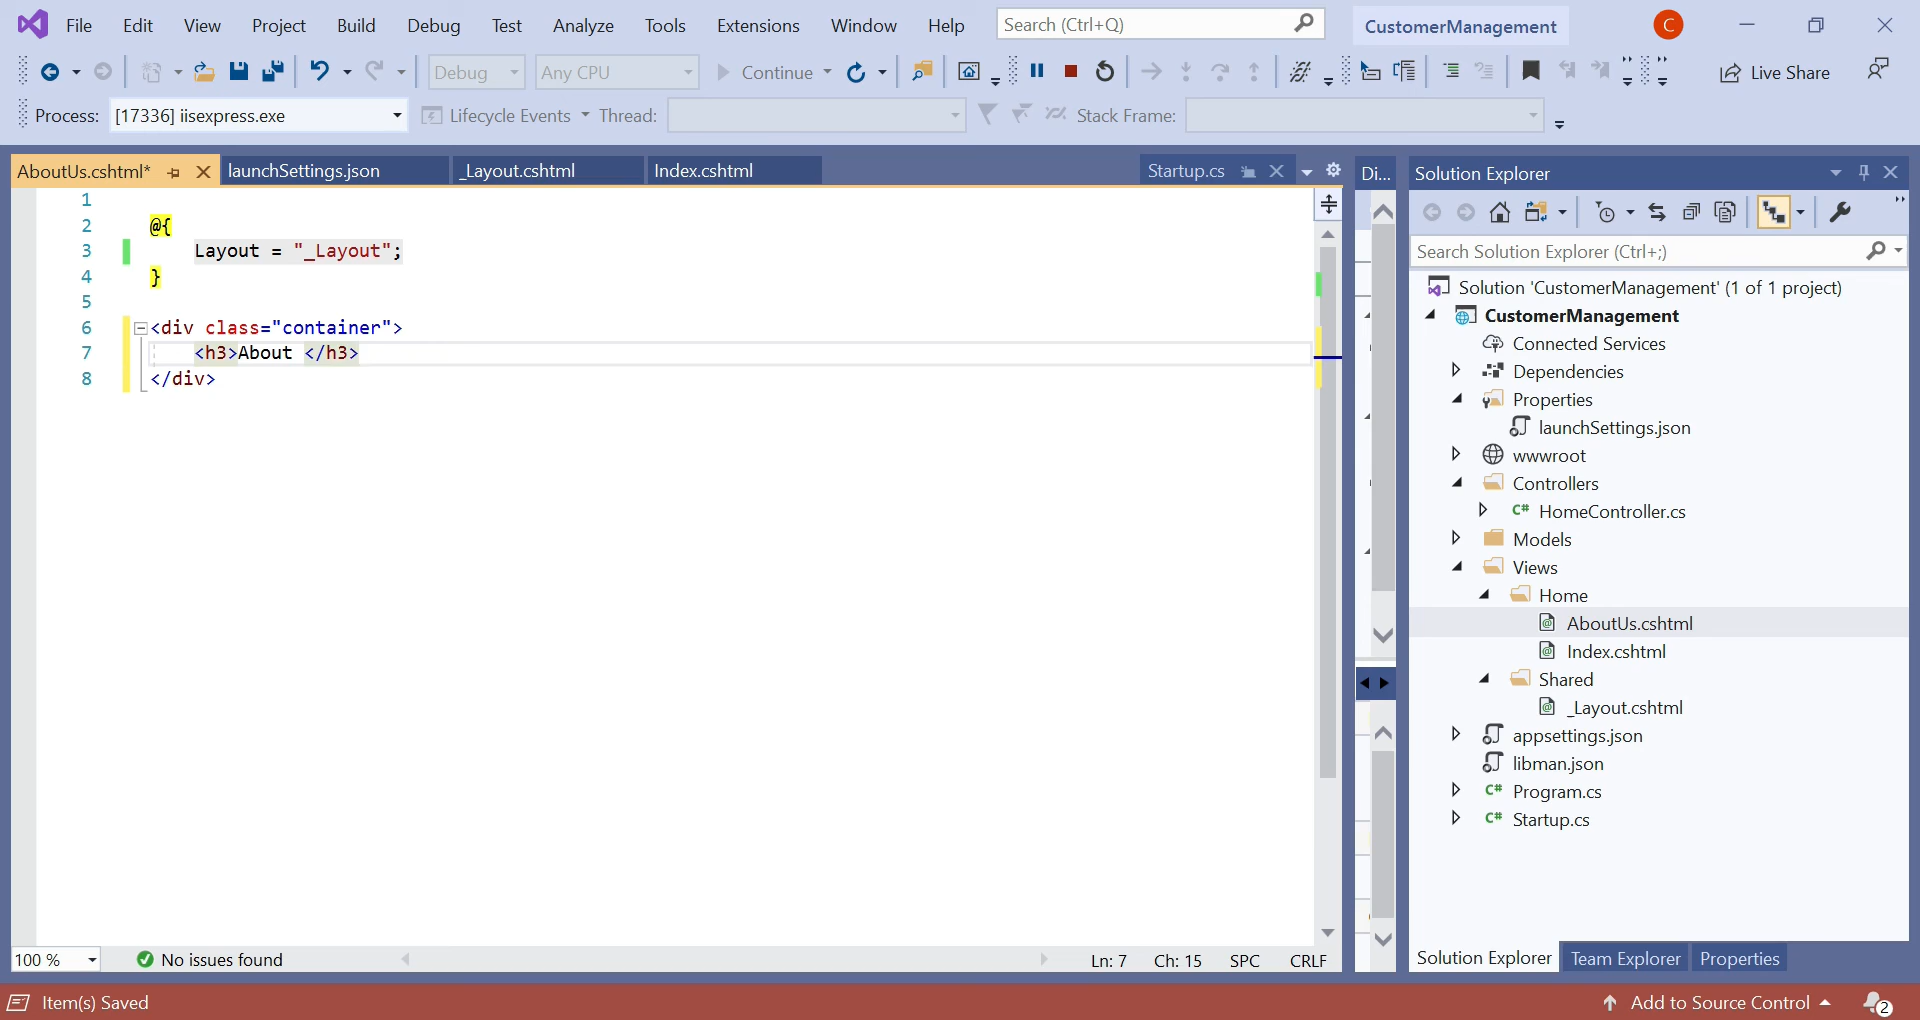 File Edit View Project Build Debug Test Analyze Tools Extensions Window Help Search (Ctrl+Q) CustomerManagement C
Debug Any CPU Continue Live Share
Process: [17336] iisexpress.exe Lifecycle Events Thread: Stack Frame:
AboutUs.cshtml* launchSettings.json _Layout.cshtml Index.cshtml Startup.cs Di... Solution Explorer
1
2 @{
3 Layout = "_Layout";
4 }
5
6 <div class="container">
7 <h3>About </h3>
8 </div>
Search Solution Explorer (Ctrl+;)
Solution 'CustomerManagement' (1 of 1 project)
CustomerManagement
Connected Services
Dependencies
Properties
launchSettings.json
wwwroot
Controllers
C# HomeController.cs
Models
Views
Home
AboutUs.cshtml
Index.cshtml
Shared
_Layout.cshtml
appsettings.json
libman.json
C# Program.cs
C# Startup.cs
100 % No issues found Ln: 7 Ch: 15 SPC CRLF
Solution Explorer Team Explorer Properties
Item(s) Saved Add to Source Control 2